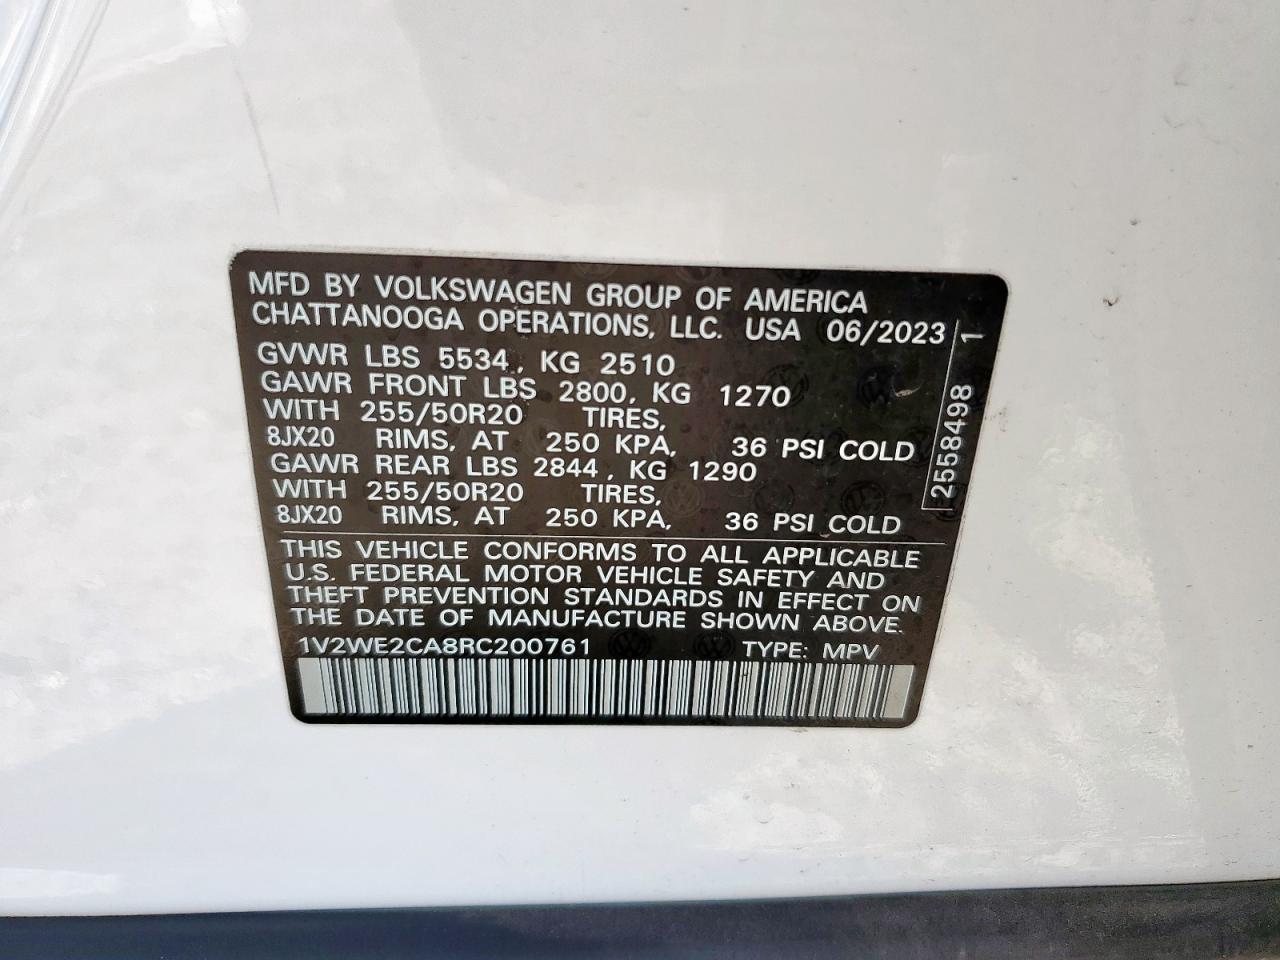 MFD BY VOLKSWAGEN GROUP OF AMERICA
CHATTANOOGA OPERATIONS, LLC. USA 06/2023
GVWR LBS 5534, KG 2510
GAWR FRONT LBS 2800, KG 1270
WITH 255/50R20 TIRES,
8JX20 RIMS, AT 250 KPA, 36 PSI COLD
GAWR REAR LBS 2844, KG 1290
WITH 255/50R20 TIRES,
8JX20 RIMS, AT 250 KPA, 36 PSI COLD
2558498 1
THIS VEHICLE CONFORMS TO ALL APPLICABLE
U.S. FEDERAL MOTOR VEHICLE SAFETY AND
THEFT PREVENTION STANDARDS IN EFFECT ON
THE DATE OF MANUFACTURE SHOWN ABOVE.
1V2WE2CA8RC200761 TYPE: MPV